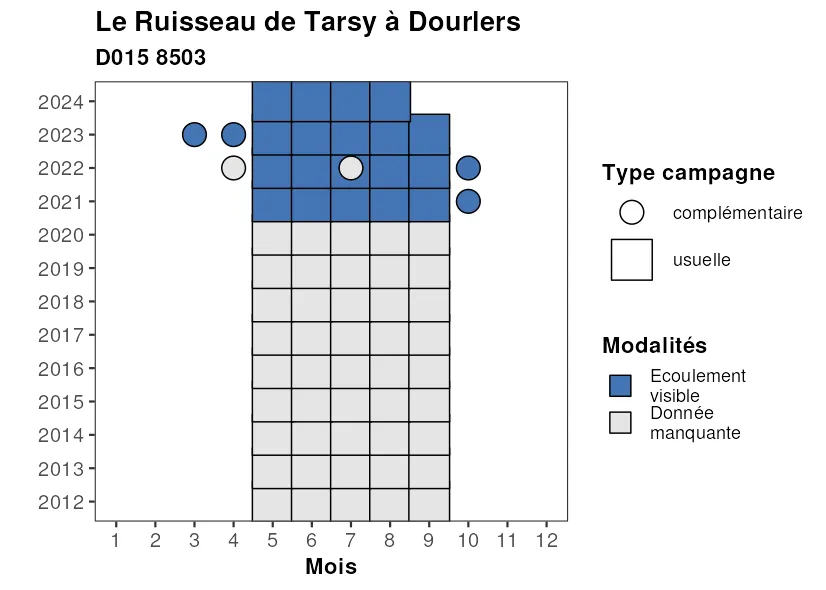 Le Ruisseau de Tarsy à Dourlers
D015 8503
2024
2023
2022
2021
2020
2019
2018
2017
2016
2015
2014
2013
2012
1 2 3 4 5 6 7 8 9 10 11 12
Mois
Type campagne
complémentaire
usuelle
Modalités
Ecoulement
visible
Donnée
manquante